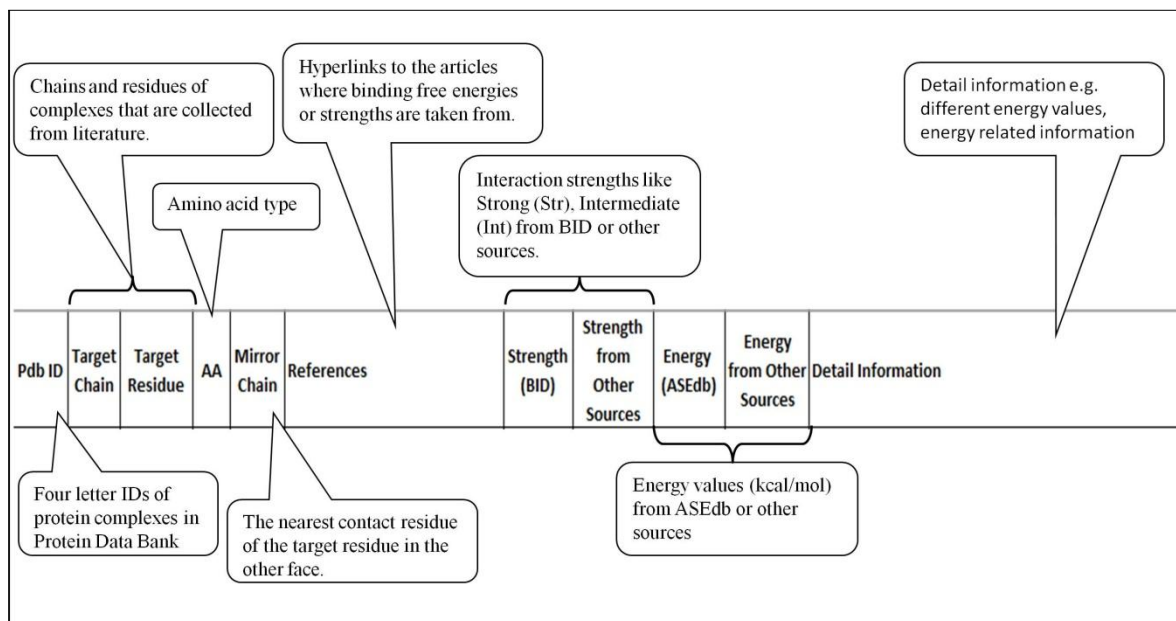 Chains and residues of
complexes that are collected
from literature.
Amino acid type
Hyperlinks to the articles
where binding free energies
or strengths are taken from.
Interaction strengths like
Strong (Str), Intermediate
(Int) from BID or other
sources.
Detail information e.g.
different energy values,
energy related information
Pdb ID
Target
Chain
Target
Residue
AA
Mirror
Chain
References
Strength
(BID)
Strength
from
Other
Sources
Energy
(ASEdb)
Energy
from Other
Sources
Detail Information
Four letter IDs of
protein complexes in
Protein Data Bank
The nearest contact residue
of the target residue in the
other face.
Energy values (kcal/mol)
from ASEdb or other
sources